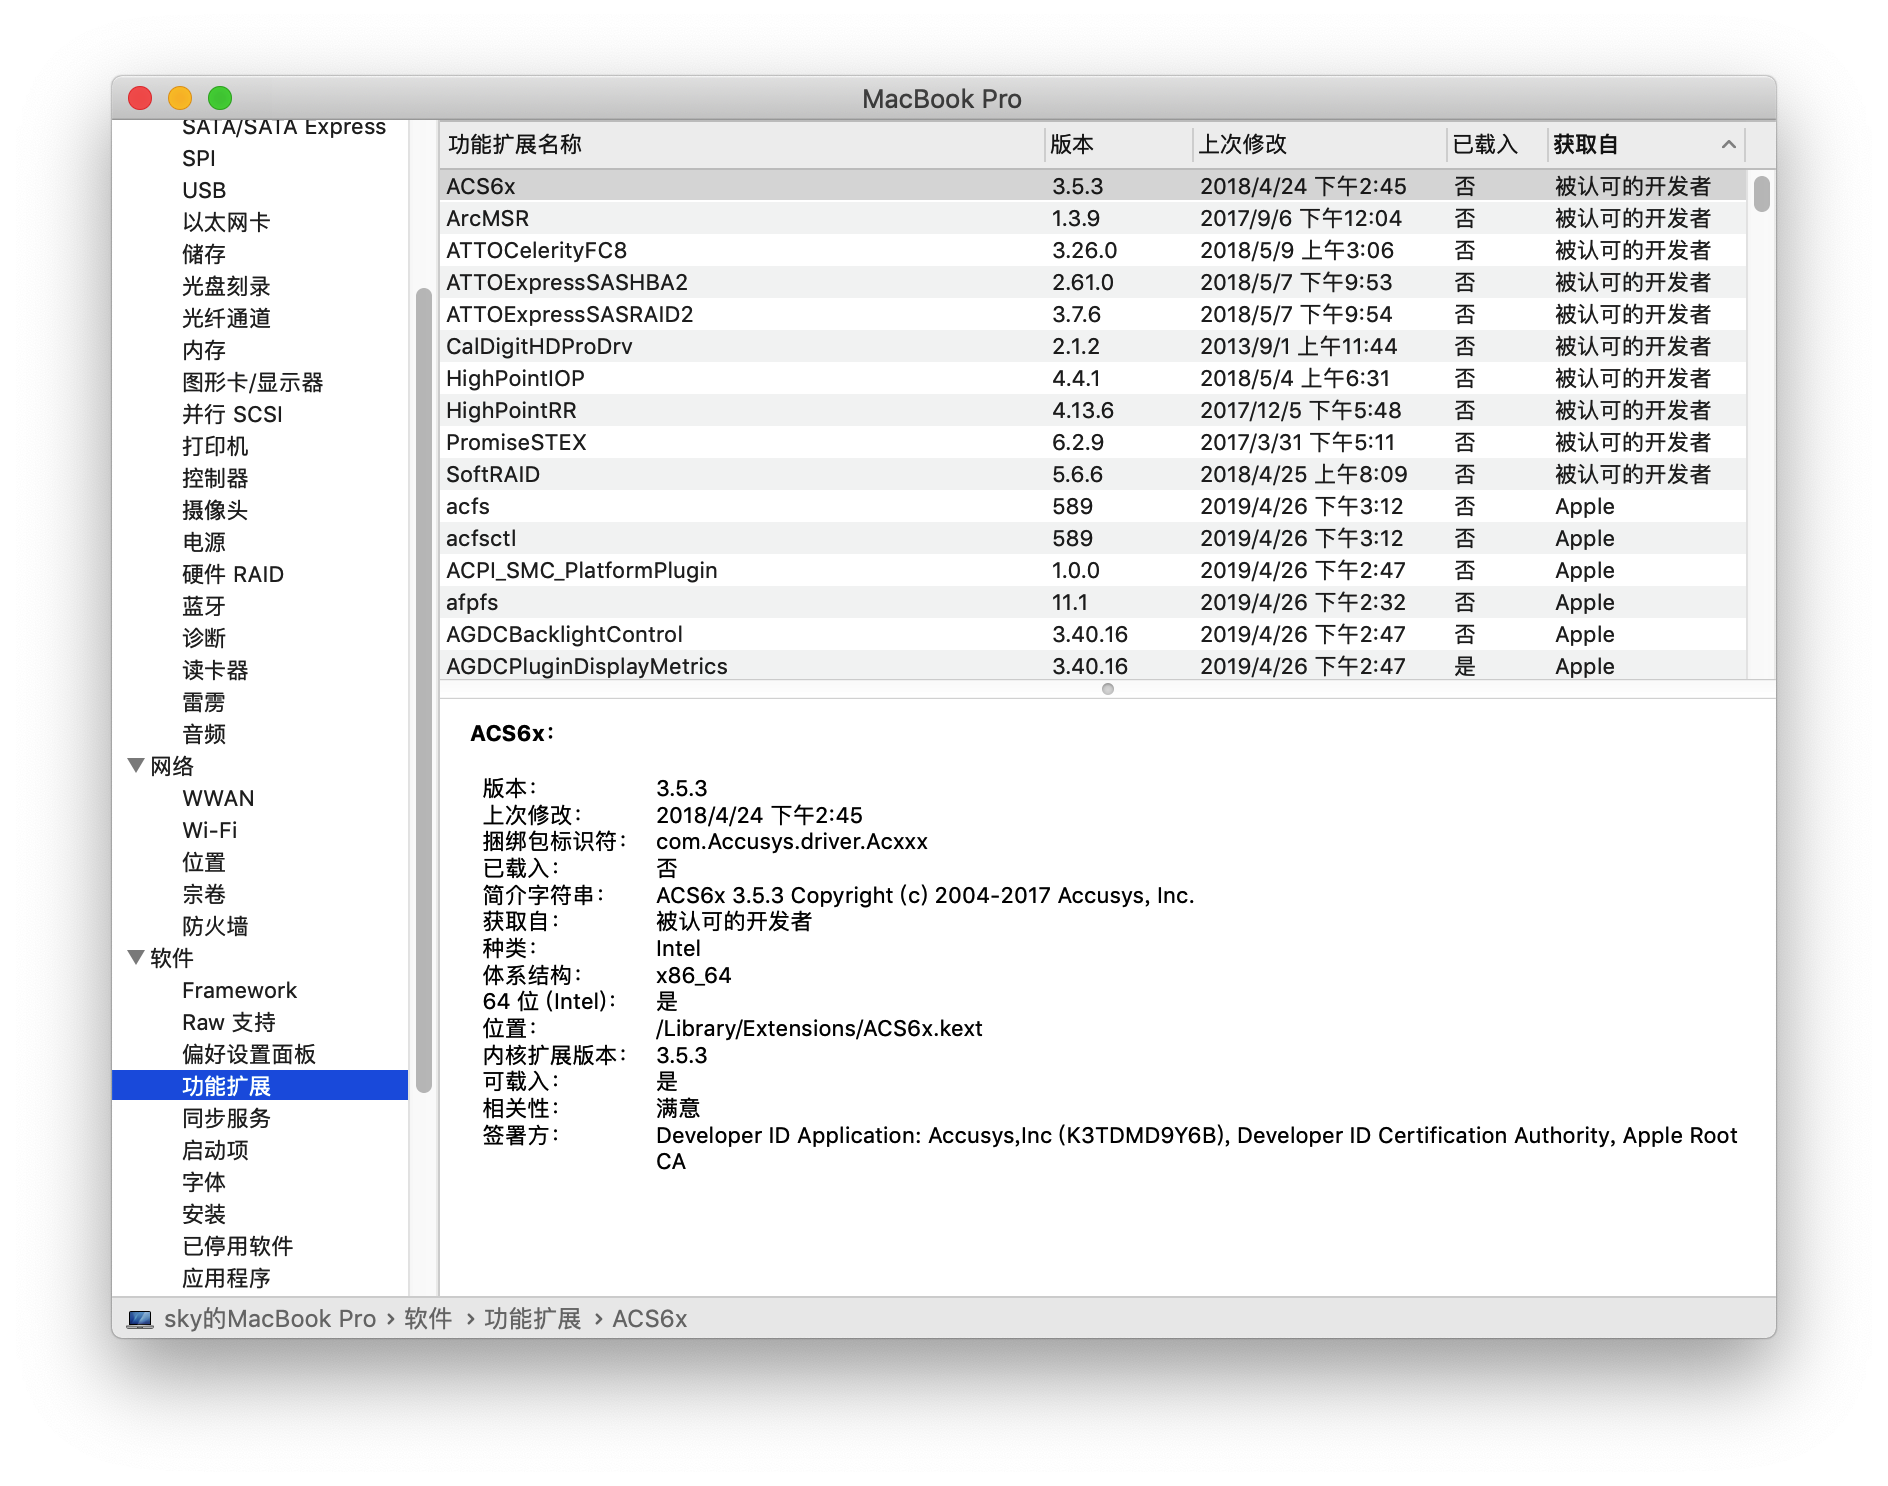 MacBook Pro
SATA/SATA Express
SPI
USB
以太网卡
储存
光盘刻录
光纤通道
内存
图形卡/显示器
并行 SCSI
打印机
控制器
摄像头
电源
硬件 RAID
蓝牙
诊断
读卡器
雷雳
音频
网络
WWAN
Wi-Fi
位置
宗卷
防火墙
软件
Framework
Raw 支持
偏好设置面板
功能扩展
同步服务
启动项
字体
安装
已停用软件
应用程序
功能扩展名称 版本 上次修改 已载入 获取自
ACS6x 3.5.3 2018/4/24 下午2:45 否 被认可的开发者
ArcMSR 1.3.9 2017/9/6 下午12:04 否 被认可的开发者
ATTOCelerityFC8 3.26.0 2018/5/9 上午3:06 否 被认可的开发者
ATTOExpressSASHBA2 2.61.0 2018/5/7 下午9:53 否 被认可的开发者
ATTOExpressSASRAID2 3.7.6 2018/5/7 下午9:54 否 被认可的开发者
CalDigitHDProDrv 2.1.2 2013/9/1 上午11:44 否 被认可的开发者
HighPointIOP 4.4.1 2018/5/4 上午6:31 否 被认可的开发者
HighPointRR 4.13.6 2017/12/5 下午5:48 否 被认可的开发者
PromiseSTEX 6.2.9 2017/3/31 下午5:11 否 被认可的开发者
SoftRAID 5.6.6 2018/4/25 上午8:09 否 被认可的开发者
acfs 589 2019/4/26 下午3:12 否 Apple
acfsctl 589 2019/4/26 下午3:12 否 Apple
ACPI_SMC_PlatformPlugin 1.0.0 2019/4/26 下午2:47 否 Apple
afpfs 11.1 2019/4/26 下午2:32 否 Apple
AGDCBacklightControl 3.40.16 2019/4/26 下午2:47 否 Apple
AGDCPluginDisplayMetrics 3.40.16 2019/4/26 下午2:47 是 Apple
ACS6x：
版本： 3.5.3
上次修改： 2018/4/24 下午2:45
捆绑包标识符： com.Accusys.driver.Acxxx
已载入： 否
简介字符串： ACS6x 3.5.3 Copyright (c) 2004-2017 Accusys, Inc.
获取自： 被认可的开发者
种类： Intel
体系结构： x86_64
64 位 (Intel)： 是
位置： /Library/Extensions/ACS6x.kext
内核扩展版本： 3.5.3
可载入： 是
相关性： 满意
签署方： Developer ID Application: Accusys,Inc (K3TDMD9Y6B), Developer ID Certification Authority, Apple Root
CA
sky的MacBook Pro › 软件 › 功能扩展 › ACS6x